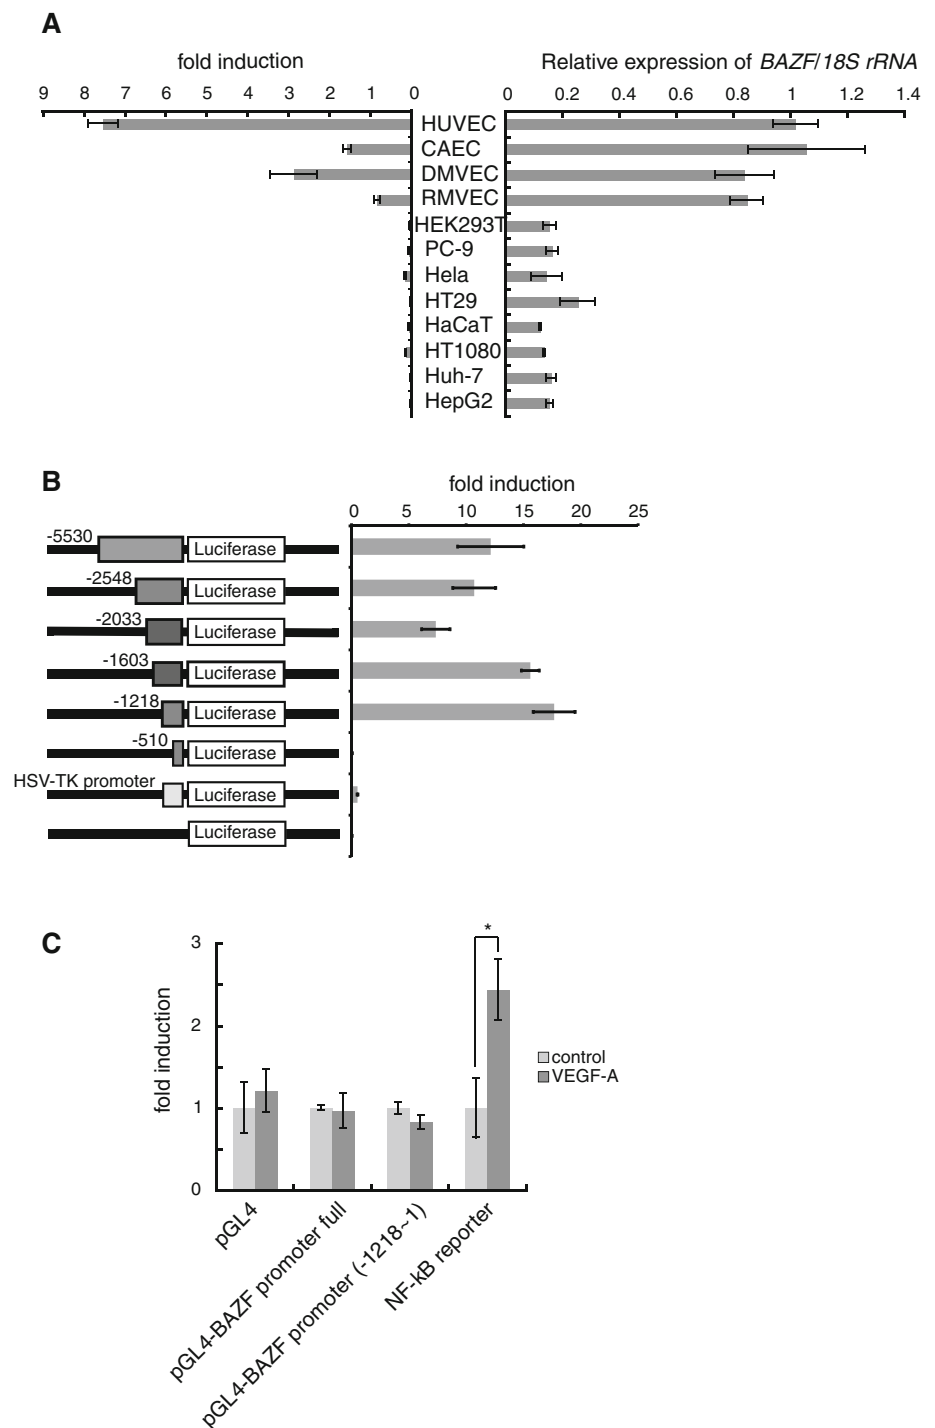 A
fold induction
Relative expression of BAZF/18S rRNA
9 8 7 6 5 4 3 2 1 0
0 0.2 0.4 0.6 0.8 1 1.2 1.4
HUVEC
CAEC
DMVEC
RMVEC
HEK293T
PC-9
Hela
HT29
HaCaT
HT1080
Huh-7
HepG2
B
fold induction
0 5 10 15 20 25
-5530
Luciferase
-2548
Luciferase
-2033
Luciferase
-1603
Luciferase
-1218
Luciferase
-510
Luciferase
HSV-TK promoter
Luciferase
Luciferase
C
fold induction
3
2
1
0
*
control
VEGF-A
pGL4
pGL4-BAZF promoter full
pGL4-BAZF promoter (-1218~1)
NF-kB reporter